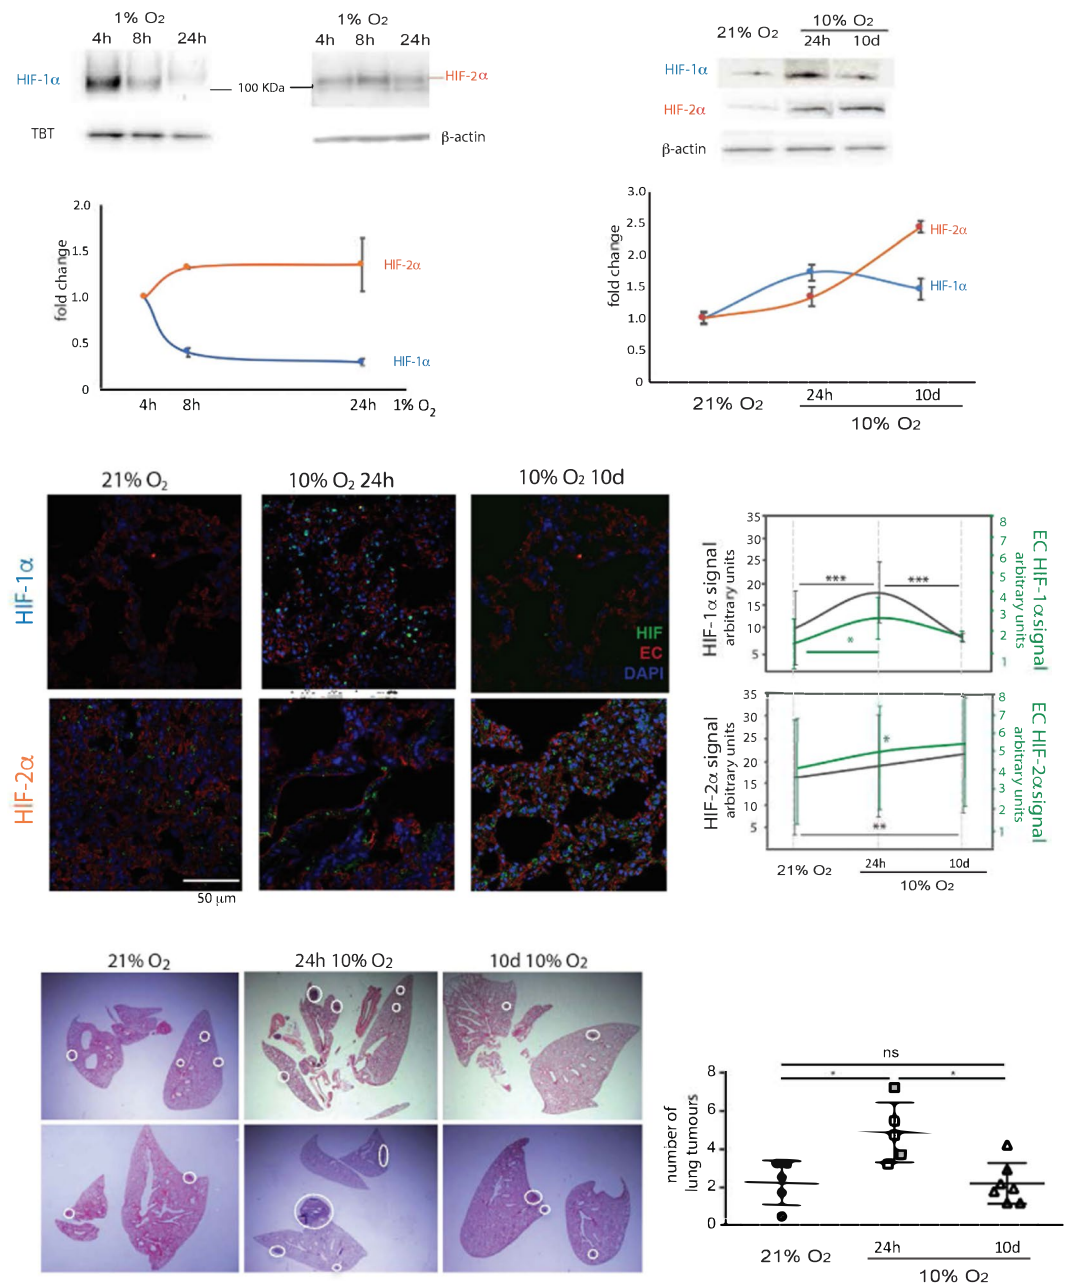 1% O2
4h 8h 24h
HIF-1α
TBT
100 KDa
1% O2
4h 8h 24h
HIF-2α
β-actin
21% O2
10% O2
24h 10d
HIF-1α
HIF-2α
β-actin
fold change
2.0
1.5
1.0
0.5
0
HIF-2α
HIF-1α
4h 8h 24h 1% O2
fold change
3.0
2.5
2.0
1.5
1.0
0.5
0
HIF-2α
HIF-1α
21% O2
24h 10d
10% O2
21% O2
10% O2 24h
10% O2 10d
HIF-1α
HIF
EC
DAPI
HIF-2α
50 μm
HIF-1α signal
arbitrary units
35
30
25
20
15
10
5
***
***
*
8
7
6
5
4
3
2
1
EC HIF-1αsignal
arbitrary units
HIF-2α signal
arbitrary units
35
30
25
20
15
10
5
*
**
8
7
6
5
4
3
2
1
EC HIF-2αsignal
arbitrary units
21% O2
24h 10d
10% O2
21% O2
24h 10% O2
10d 10% O2
number of
lung tumours
8
6
4
2
0
ns
*
*
21% O2
24h 10d
10% O2